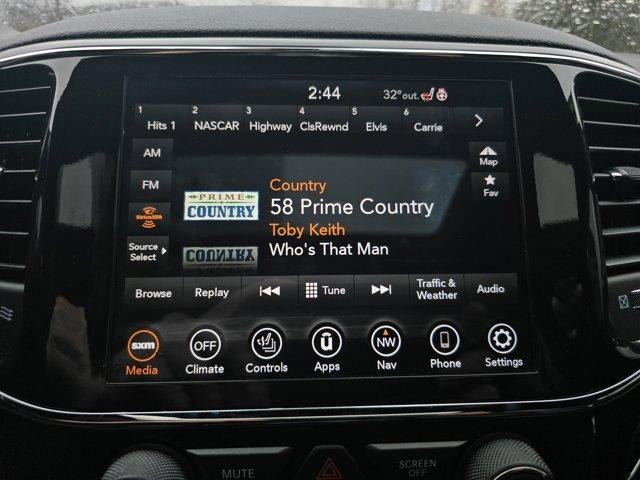 2:44 32° out.
1 Hits 1 2 NASCAR 3 Highway 4 ClsRewnd 5 Elvis 6 Carrie
AM
Map
FM
Fav
PRIME
COUNTRY
Country
58 Prime Country
SiriusXM
Toby Keith
Source
Select
Who's That Man
COUNTRY
Browse Replay Tune Traffic &
Weather Audio
sxm OFF NW
Media Climate Controls Apps Nav Phone Settings
MUTE SCREEN
OFF